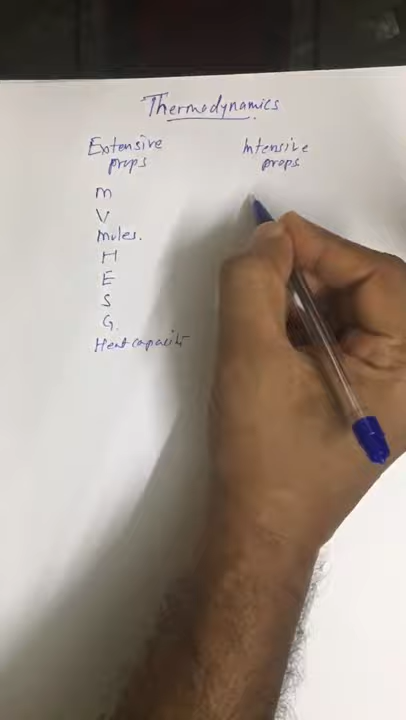 Thermodynamics
Extensive props
Intensive props
m
V
moles.
H
E
S
G.
Heat capacity